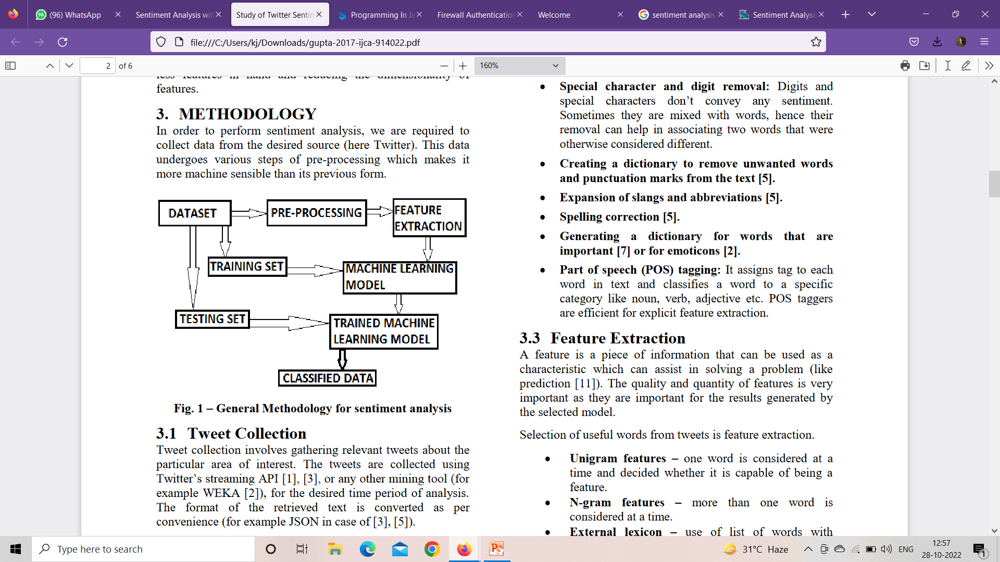 (96) WhatsApp
Sentiment Analysis wit
Study of Twitter Sentin
Programming In Ja
Firewall Authentication
Welcome
sentiment analysis
Sentiment Analysis
file:///C:/Users/kj/Downloads/gupta-2017-ijca-914022.pdf
2 of 6
160%
less features in hand and reducing the dimensionality of
features.
3. METHODOLOGY
In order to perform sentiment analysis, we are required to
collect data from the desired source (here Twitter). This data
undergoes various steps of pre-processing which makes it
more machine sensible than its previous form.
DATASET
PRE-PROCESSING
FEATURE
EXTRACTION
TRAINING SET
MACHINE LEARNING
MODEL
TESTING SET
TRAINED MACHINE
LEARNING MODEL
CLASSIFIED DATA
Fig. 1 – General Methodology for sentiment analysis
3.1 Tweet Collection
Tweet collection involves gathering relevant tweets about the
particular area of interest. The tweets are collected using
Twitter's streaming API [1], [3], or any other mining tool (for
example WEKA [2]), for the desired time period of analysis.
The format of the retrieved text is converted as per
convenience (for example JSON in case of [3], [5]).
• Special character and digit removal: Digits and
special characters don't convey any sentiment.
Sometimes they are mixed with words, hence their
removal can help in associating two words that were
otherwise considered different.
• Creating a dictionary to remove unwanted words
and punctuation marks from the text [5].
• Expansion of slangs and abbreviations [5].
• Spelling correction [5].
• Generating a dictionary for words that are
important [7] or for emoticons [2].
• Part of speech (POS) tagging: It assigns tag to each
word in text and classifies a word to a specific
category like noun, verb, adjective etc. POS taggers
are efficient for explicit feature extraction.
3.3 Feature Extraction
A feature is a piece of information that can be used as a
characteristic which can assist in solving a problem (like
prediction [11]). The quality and quantity of features is very
important as they are important for the results generated by
the selected model.
Selection of useful words from tweets is feature extraction.
• Unigram features – one word is considered at a
time and decided whether it is capable of being a
feature.
• N-gram features – more than one word is
considered at a time.
• External lexicon – use of list of words with
Type here to search
31°C Haze
ENG
12:57
28-10-2022
1